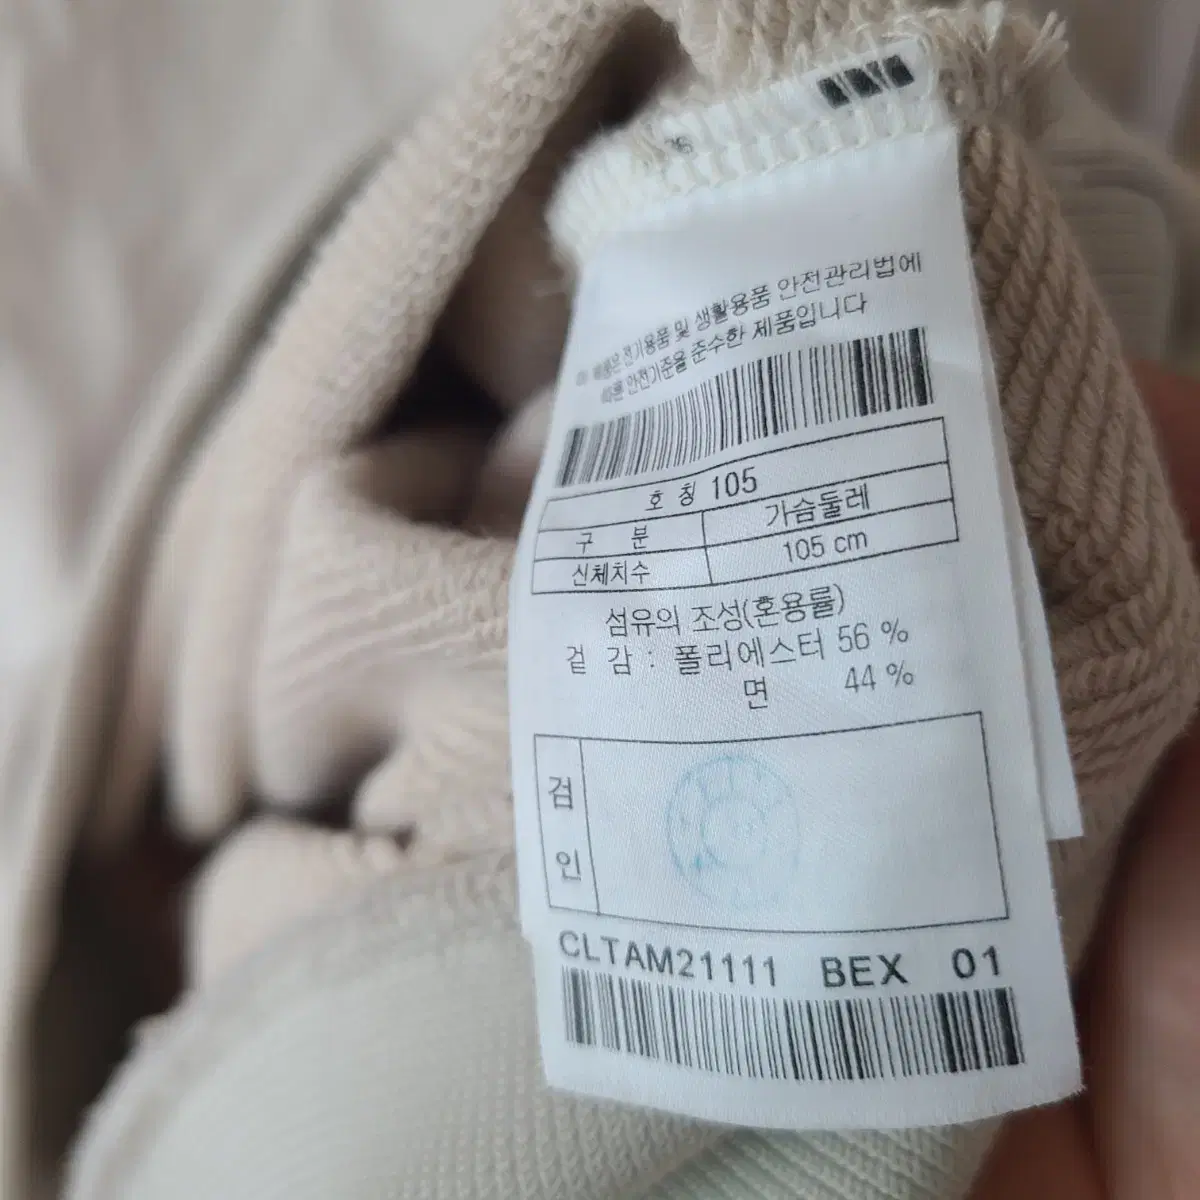 이 제품은 전기용품 및 생활용품 안전관리법에
따른 안전기준을 준수한 제품입니다
호 칭 105
구 분 가슴둘레
신체치수 105 cm
섬유의 조성(혼용률)
겉 감 : 폴리에스터 56 %
면 44 %
검
인
CLTAM21111 BEX 01